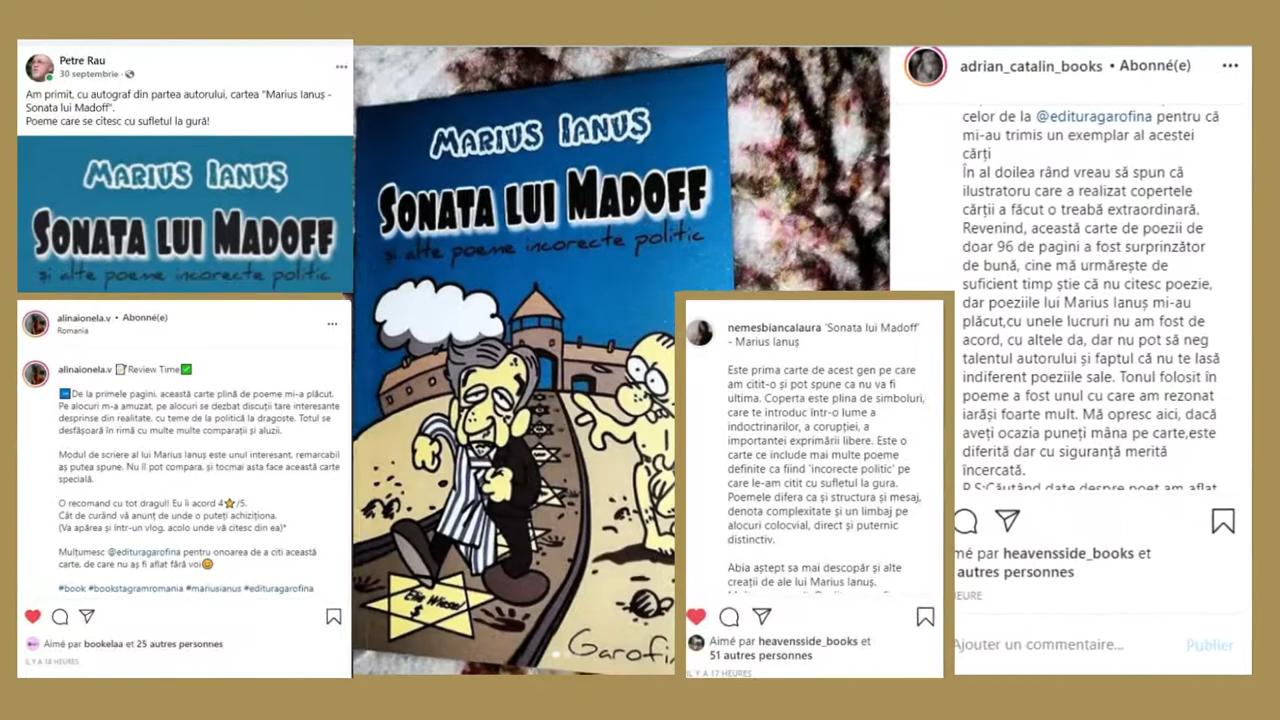 Petre Rau
30 septembrie
Am primit, cu autograf din partea autorului, cartea "Marius Ianuș -
Sonata lui Madoff".
Poeme care se citesc cu sufletul la gură!
MARIUS IANUȘ
SONATA LUI MADOFF
și alte poeme incorecte politic
alinaionela.v • Abonné(e)
Romania
alinaionela.v 📝Review Time✅
➡️De la primele pagini, această carte plină de poeme mi-a plăcut.
Pe alocuri m-a amuzat, pe alocuri se dezbat discuții tare interesante
desprinse din realitate, cu teme de la politică la dragoste. Totul se
desfășoară în rimă cu multe multe comparații și aluzii.
Modul de scriere al lui Marius Ianuș este unul interesant, remarcabil
aș putea spune. Nu îl pot compara, și tocmai asta face această carte
specială.
O recomand cu tot dragul! Eu îi acord 4⭐/5.
Cât de curând vă anunț de unde o puteți achiziționa.
(Va apărea și într-un vlog, acolo unde vă citesc din ea)*
Mulțumesc @edituragarofina pentru onoarea de a citi această
carte, de care nu aș fi aflat fără voi😊
#book #bookstagramromania #mariusianus #edituragarofina
Aimé par bookelaa et 25 autres personnes
IL Y A 18 HEURES
MARIUS IANUȘ
SONATA LUI MADOFF
și alte poeme incorecte politic
Elie Wiesel
$
nemesbiancalaura 'Sonata lui Madoff'
- Marius Ianuș
Este prima carte de acest gen pe care
am citit-o și pot spune ca nu va fi
ultima. Coperta este plina de simboluri,
care te introduc într-o lume a
indoctrinarilor, a corupției, a
importantei exprimării libere. Este o
carte ce include mai multe poeme
definite ca fiind 'incorecte politic' pe
care le-am citit cu sufletul la gura.
Poemele difera ca și structura și mesaj,
denota complexitate și un limbaj pe
alocuri colocvial, direct și puternic
distinctiv.
Abia aștept sa mai descopăr și alte
creații de ale lui Marius Ianuș.
Aimé par heavensside_books et
51 autres personnes
IL Y A 17 HEURES
adrian_catalin_books • Abonné(e)
celor de la @edituragarofina pentru că
mi-au trimis un exemplar al acestei
cărți
În al doilea rând vreau să spun că
ilustratoru care a realizat copertele
cărții a făcut o treabă extraordinară.
Revenind, această carte de poezii de
doar 96 de pagini a fost surprinzător
de bună, cine mă urmărește de
suficient timp știe că nu citesc poezie,
dar poeziile lui Marius Ianuș mi-au
plăcut,cu unele lucruri nu am fost de
acord, cu altele da, dar nu pot să neg
talentul autorului și faptul că nu te lasă
indiferent poeziile sale. Tonul folosit în
poeme a fost unul cu care am rezonat
iarăși foarte mult. Mă opresc aici, dacă
aveți ocazia puneți mâna pe carte,este
diferită dar cu siguranță merită
încercată.
P.S:Căutând date despre poet am aflat
mé par heavensside_books et
autres personnes
HEURE
Ajouter un commentaire...
Publier